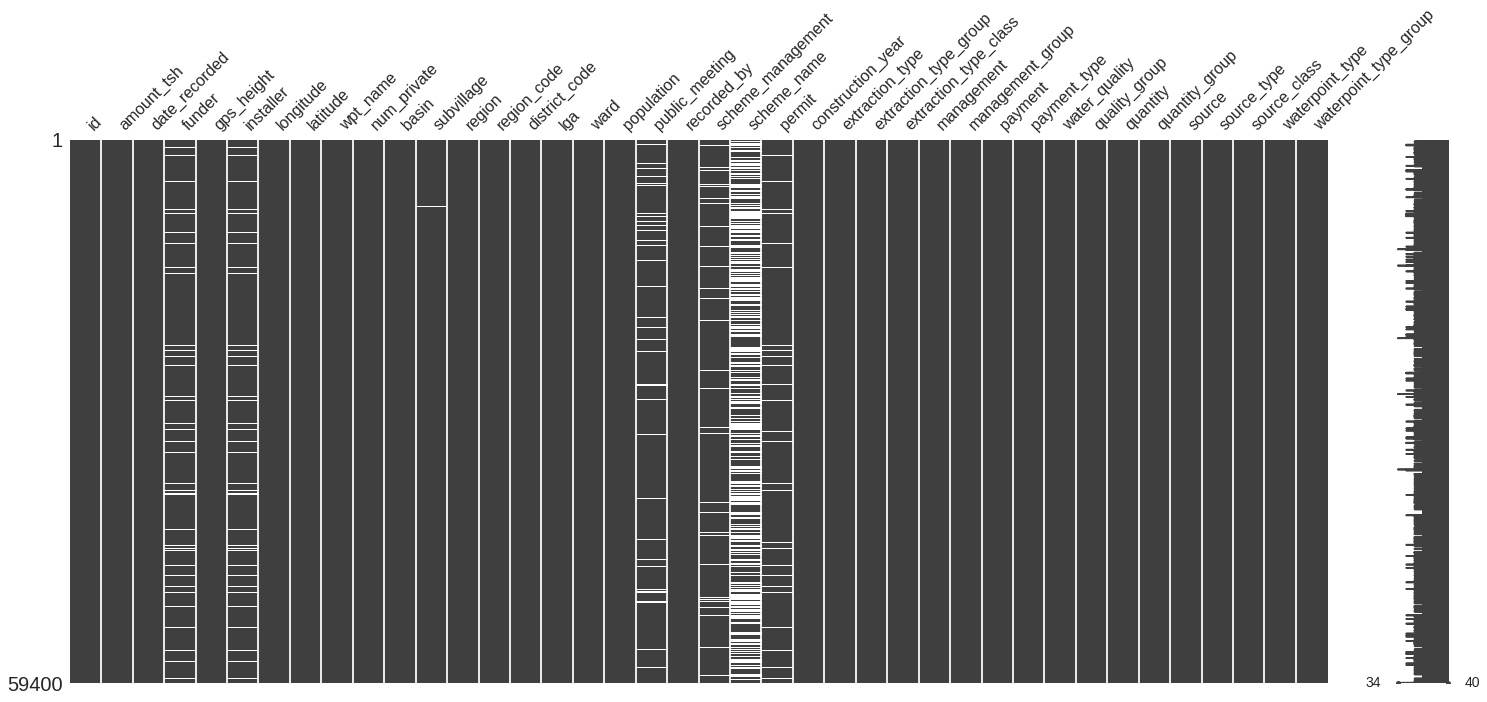 id
amount_tsh
date_recorded
funder
gps_height
installer
longitude
latitude
wpt_name
num_private
basin
subvillage
region
region_code
district_code
lga
ward
population
public_meeting
recorded_by
scheme_management
scheme_name
permit
construction_year
extraction_type
extraction_type_group
extraction_type_class
management
management_group
payment
payment_type
water_quality
quality_group
quantity
quantity_group
source
source_type
source_class
waterpoint_type
waterpoint_type_group
1
59400
34
40